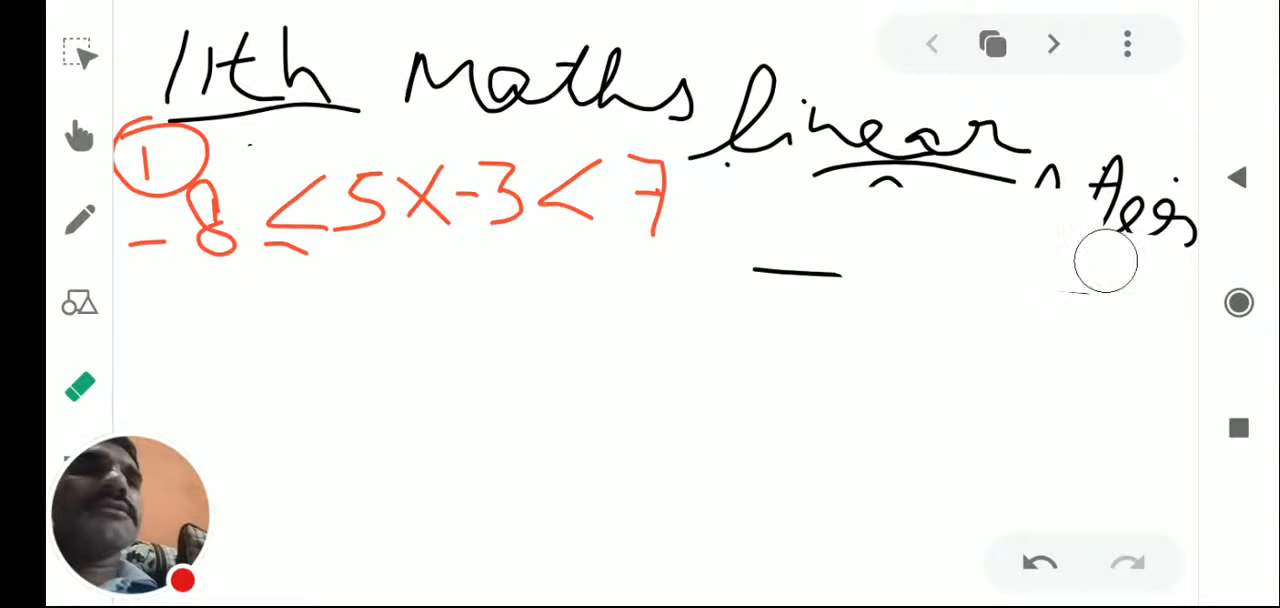 11th Maths linear
① -8 ≤ 5x-3 < 7